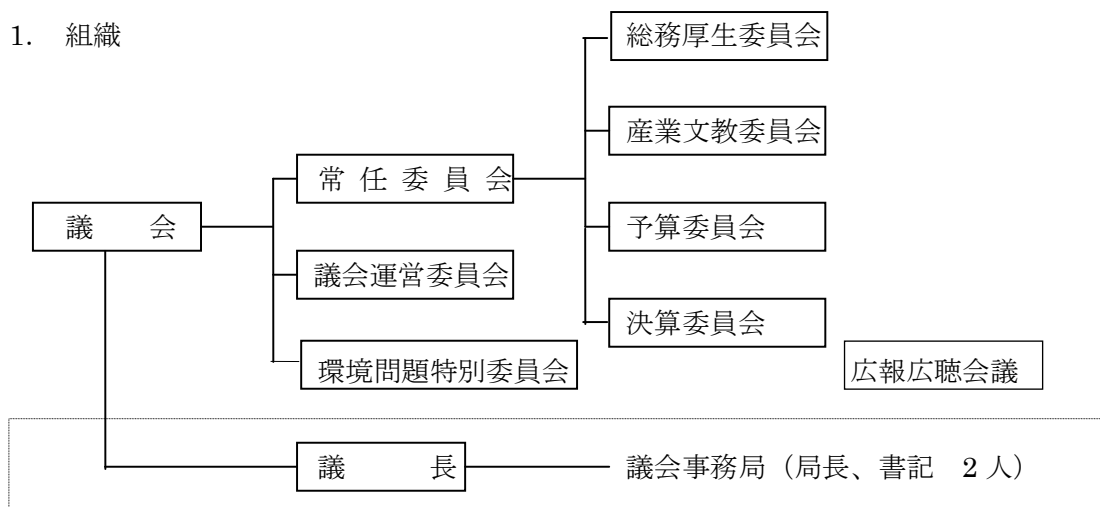 1. 組織
総務厚生委員会
産業文教委員会
常 任 委 員 会
議 会
予算委員会
議会運営委員会
決算委員会
環境問題特別委員会
広報広聴会議
議 長
議会事務局（局長、書記 2 人）